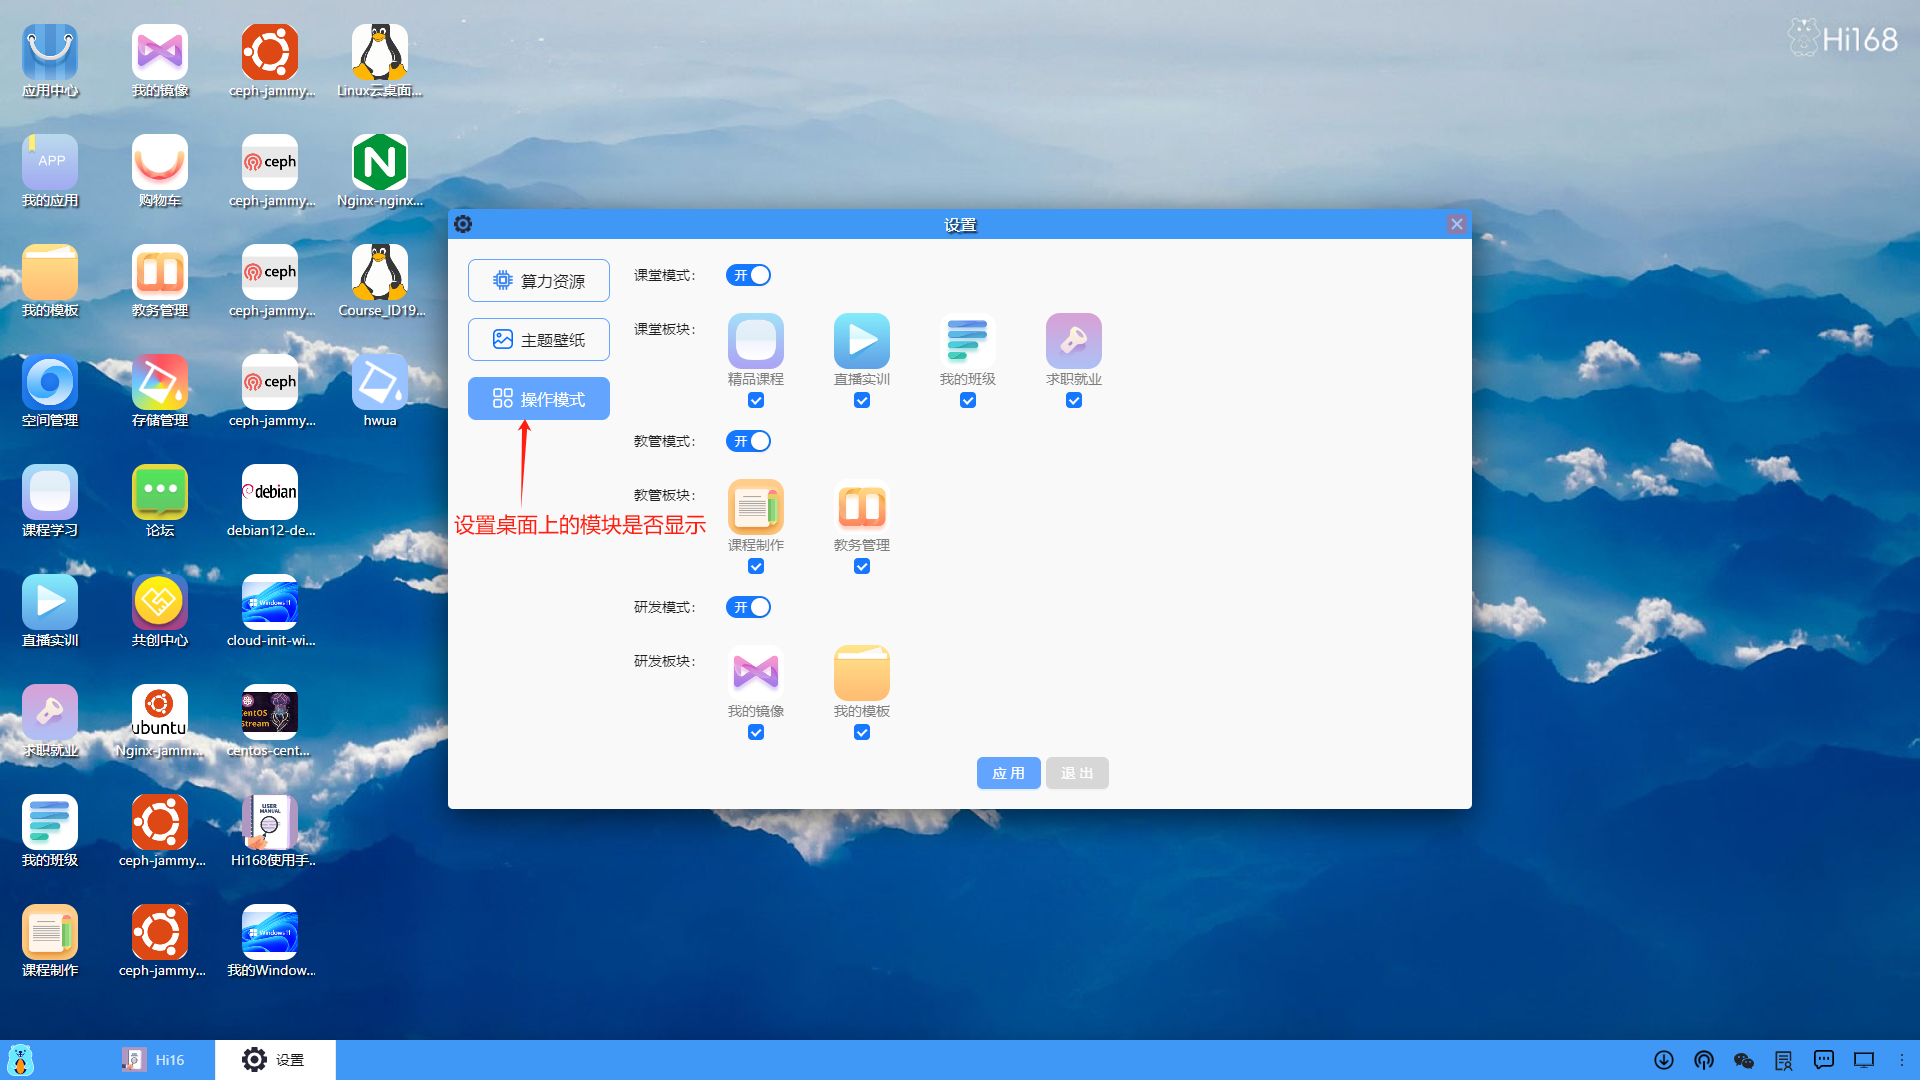 应用中心
我的镜像
ceph-jammy...
Linux云桌面...
Hi168
APP
我的应用
购物车
ceph
ceph-jammy...
Nginx-nginx...
我的模板
教务管理
ceph
ceph-jammy...
Course_ID19...
空间管理
存储管理
ceph
ceph-jammy...
hwua
课程学习
论坛
debian
debian12-de...
直播实训
共创中心
Windows 11
cloud-init-wi...
求职就业
ubuntu
Nginx-jamm...
CentOS
Stream
centos-cent...
我的班级
ceph-jammy...
USER
MANUAL
Hi168使用手...
课程制作
ceph-jammy...
Windows 11
我的Window...
设置
算力资源
主题壁纸
操作模式
设置桌面上的模块是否显示
课堂模式：
开
课堂板块：
精品课程
直播实训
我的班级
求职就业
教管模式：
开
教管板块：
课程制作
教务管理
研发模式：
开
研发板块：
我的镜像
我的模板
应 用
退 出
Hi16
设置